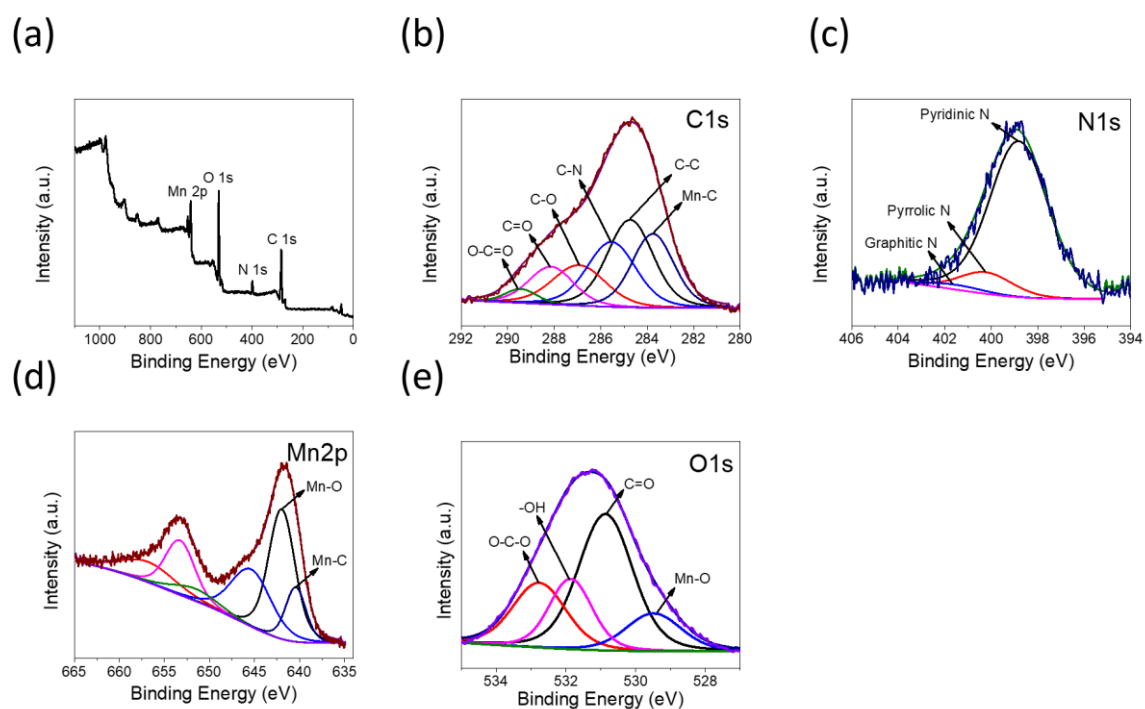 (a)
(b)
(c)
Intensity (a.u.)
Mn 2p
O 1s
N 1s
C 1s
1000 800 600 400 200 0
Binding Energy (eV)
Intensity (a.u.)
C1s
C-N
C-C
C-O
Mn-C
C=O
O-C=O
292 290 288 286 284 282 280
Binding Energy (eV)
Intensity (a.u.)
N1s
Pyridinic N
Pyrrolic N
Graphitic N
406 404 402 400 398 396 394
Binding Energy (eV)
(d)
(e)
Intensity (a.u.)
Mn2p
Mn-O
Mn-C
665 660 655 650 645 640 635
Binding Energy (eV)
Intensity (a.u.)
O1s
C=O
-OH
O-C-O
Mn-O
534 532 530 528
Binding Energy (eV)